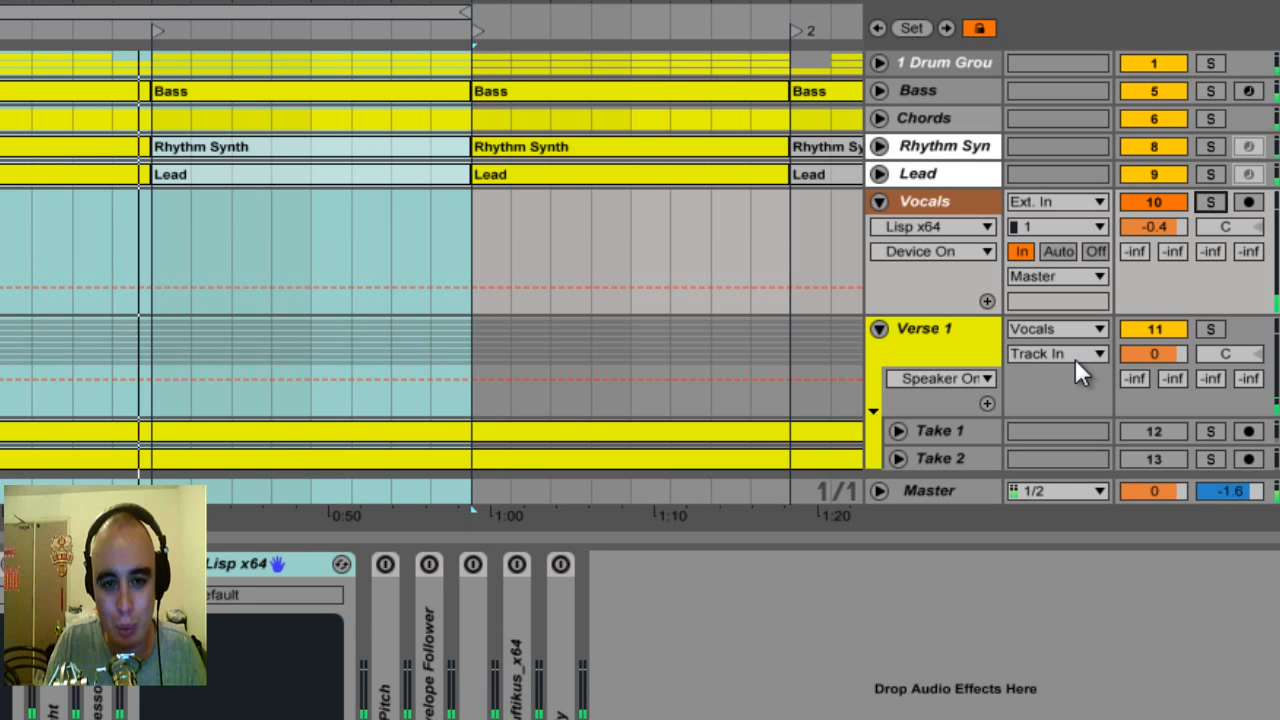 2
Set
1 Drum Grou
1
S
Bass
Bass
Bass
Bass
5
S
Chords
6
S
Rhythm Synth
Rhythm Synth
Rhythm Sy
Rhythm Syn
8
S
Lead
Lead
Lead
Lead
9
S
Vocals
Ext. In
10
S
Lisp x64
1
-0.4
C
Device On
In
Auto
Off
-inf
-inf
-inf
-inf
Master
Verse 1
Vocals
11
S
Track In
0
C
Speaker On
-inf
-inf
-inf
-inf
Take 1
12
S
Take 2
13
S
1/1
Master
1/2
0
-1.6
0:50
1:00
1:10
1:20
Lisp x64
efault
Pitch
velope Follower
uftikus_x64
y
ht
esso
Drop Audio Effects Here